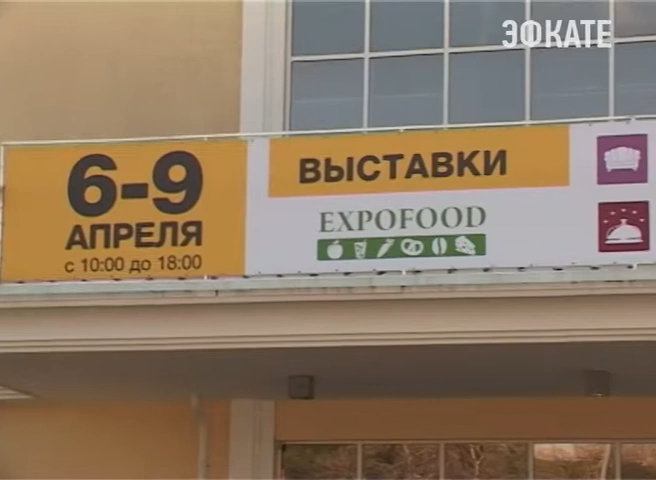 ЭФКАТЕ
6-9
АПРЕЛЯ
с 10:00 до 18:00
ВЫСТАВКИ
EXPOFOOD